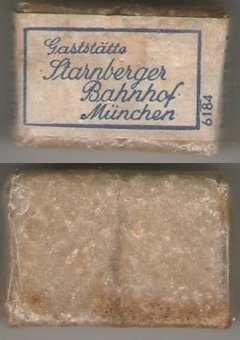 Gaststätte
Starnberger
Bahnhof
München
6184